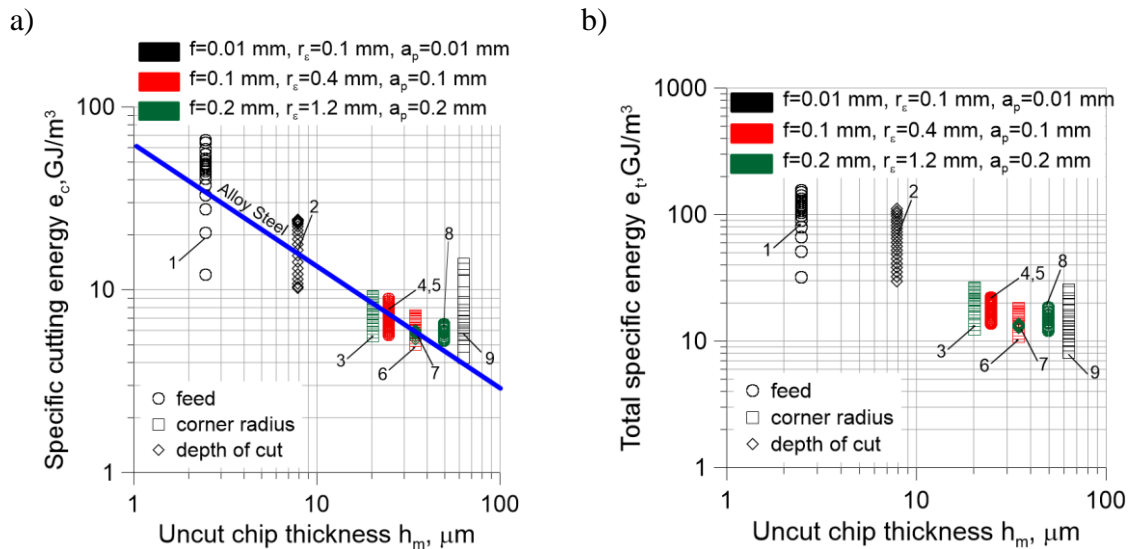 a)
f=0.01 mm, rε=0.1 mm, ap=0.01 mm
f=0.1 mm, rε=0.4 mm, ap=0.1 mm
f=0.2 mm, rε=1.2 mm, ap=0.2 mm
Specific cutting energy ec,GJ/m³
100
10
1
Alloy Steel
1
2
3
4,5
6
7
8
9
feed
corner radius
depth of cut
1
10
100
Uncut chip thickness hm, μm
b)
f=0.01 mm, rε=0.1 mm, ap=0.01 mm
f=0.1 mm, rε=0.4 mm, ap=0.1 mm
f=0.2 mm, rε=1.2 mm, ap=0.2 mm
Total specific energy et,GJ/m³
1000
100
10
1
1
2
3
4,5
6
7
8
9
feed
corner radius
depth of cut
1
10
100
Uncut chip thickness hm, μm